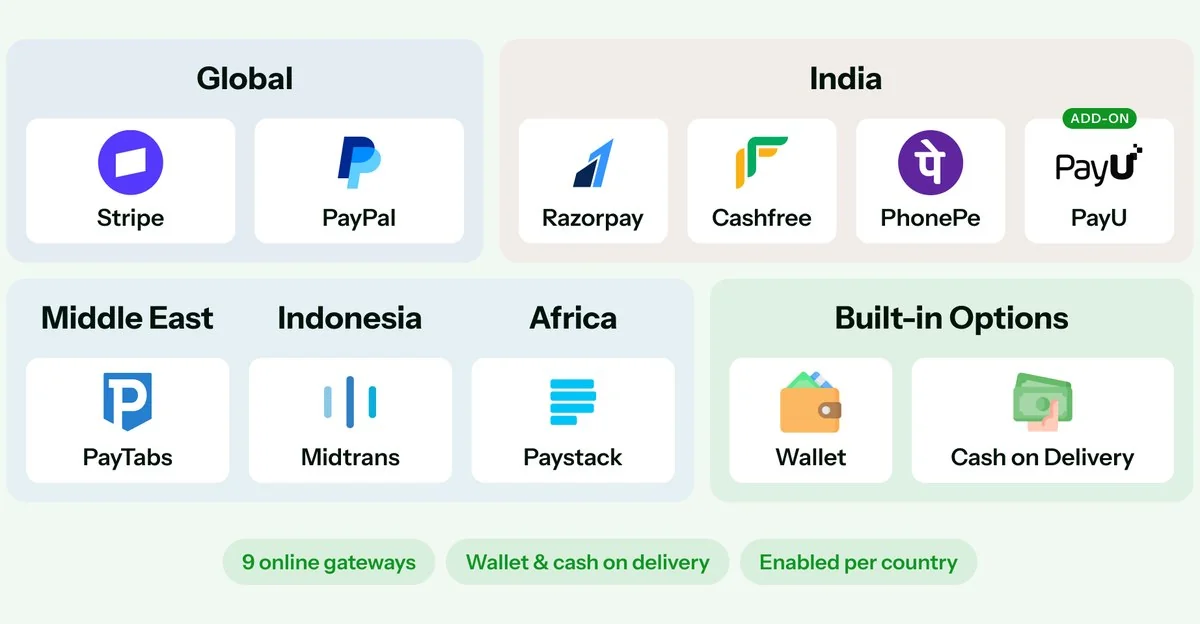 Global
Stripe
PayPal
India
Razorpay
Cashfree
पे
PhonePe
ADD-ON
PayU
PayU
Middle East
Indonesia
Africa
PayTabs
Midtrans
Paystack
Built-in Options
Wallet
Cash on Delivery
9 online gateways
Wallet & cash on delivery
Enabled per country